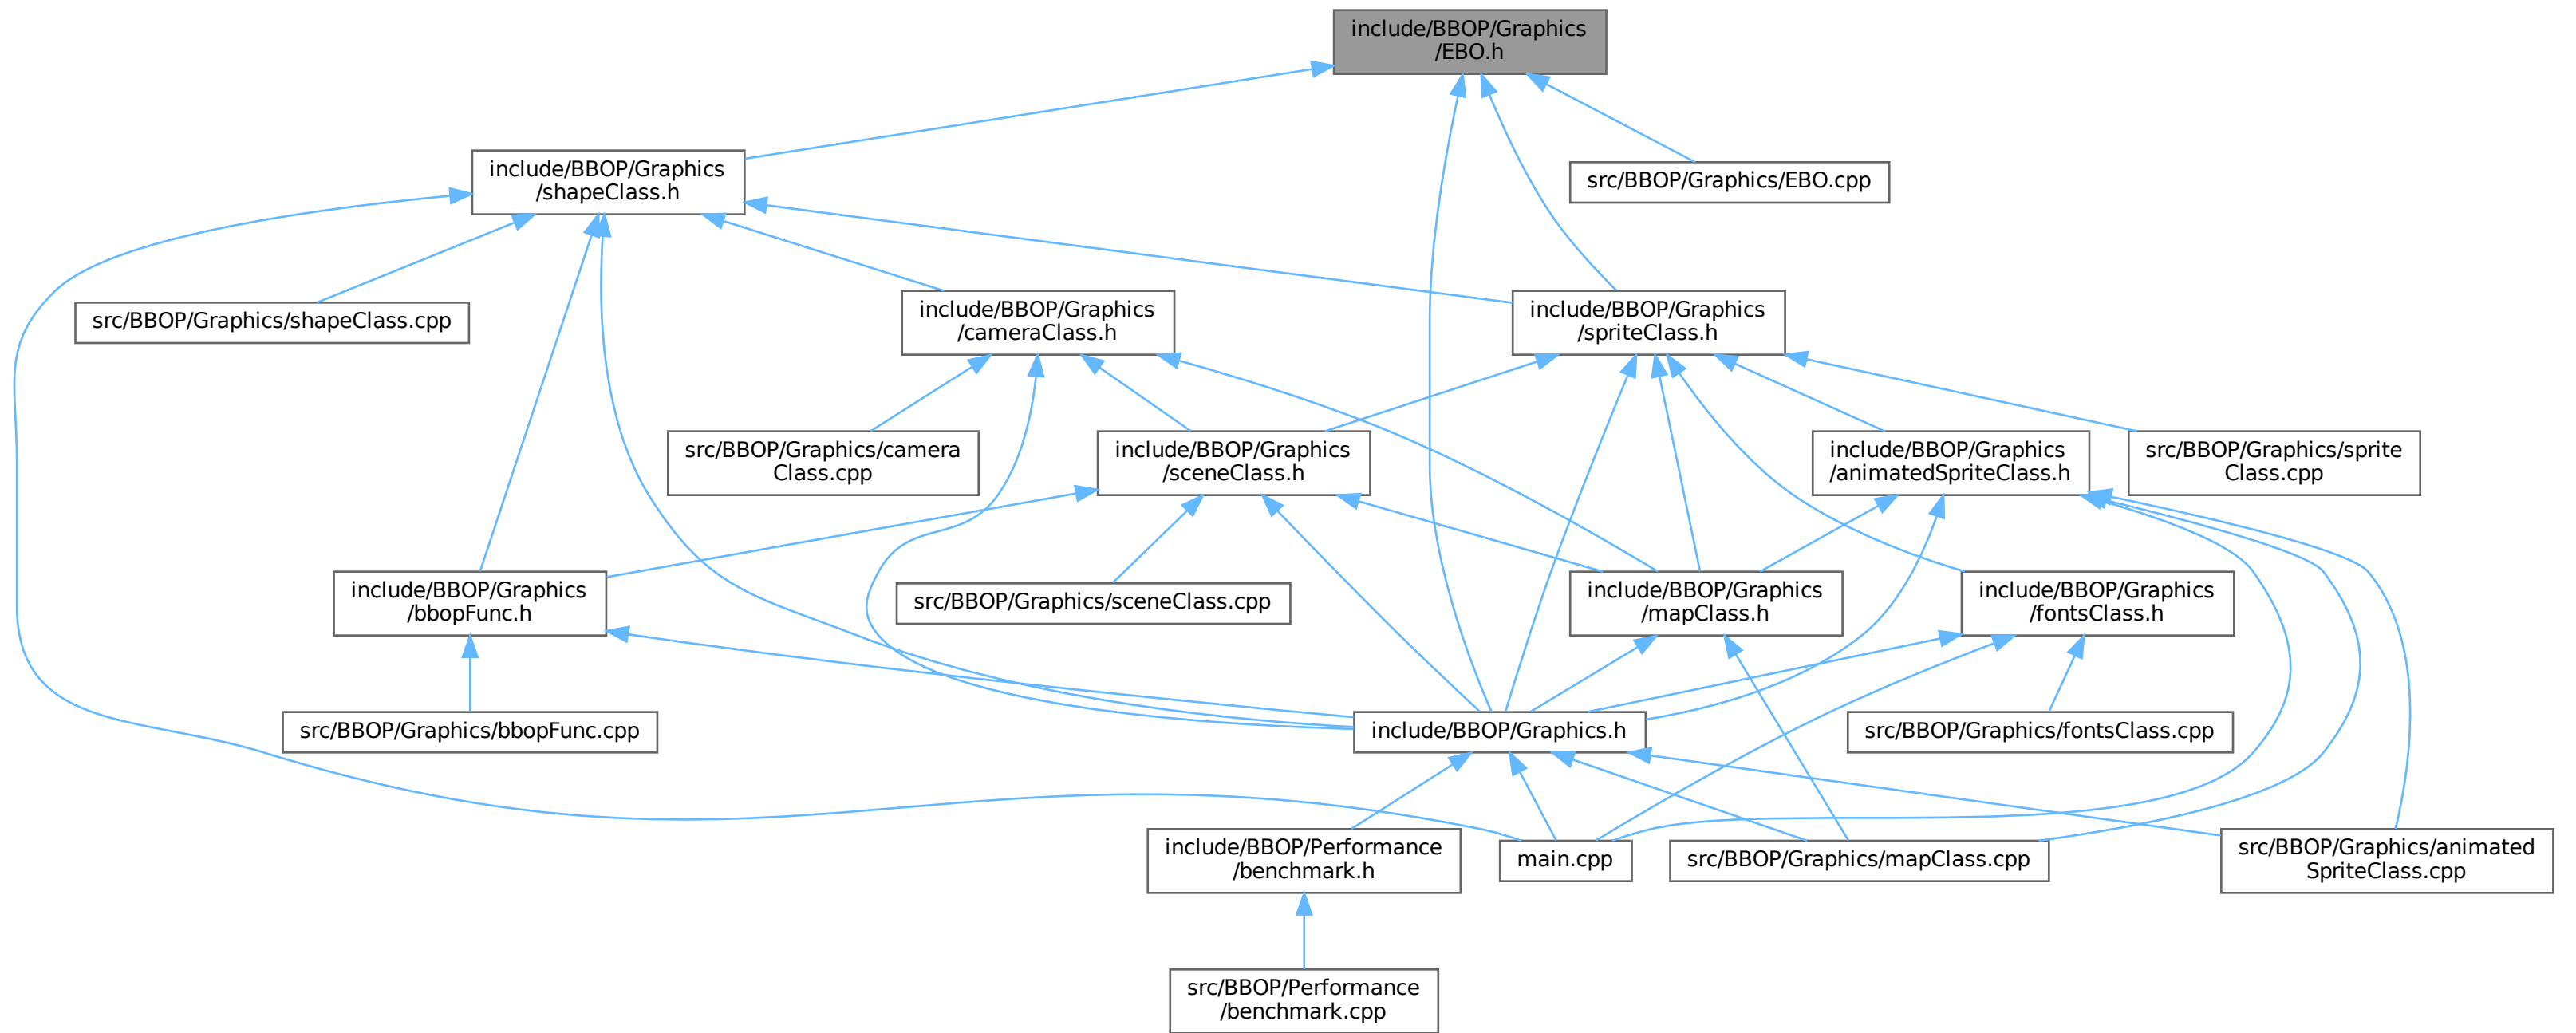 include/BBOP/Graphics
/EBO.h
include/BBOP/Graphics
/shapeClass.h
src/BBOP/Graphics/EBO.cpp
src/BBOP/Graphics/shapeClass.cpp
include/BBOP/Graphics
/cameraClass.h
include/BBOP/Graphics
/spriteClass.h
src/BBOP/Graphics/camera
Class.cpp
include/BBOP/Graphics
/sceneClass.h
include/BBOP/Graphics
/animatedSpriteClass.h
src/BBOP/Graphics/sprite
Class.cpp
include/BBOP/Graphics
/bbopFunc.h
src/BBOP/Graphics/sceneClass.cpp
include/BBOP/Graphics
/mapClass.h
include/BBOP/Graphics
/fontsClass.h
src/BBOP/Graphics/bbopFunc.cpp
include/BBOP/Graphics.h
src/BBOP/Graphics/fontsClass.cpp
include/BBOP/Performance
/benchmark.h
main.cpp
src/BBOP/Graphics/mapClass.cpp
src/BBOP/Graphics/animated
SpriteClass.cpp
src/BBOP/Performance
/benchmark.cpp